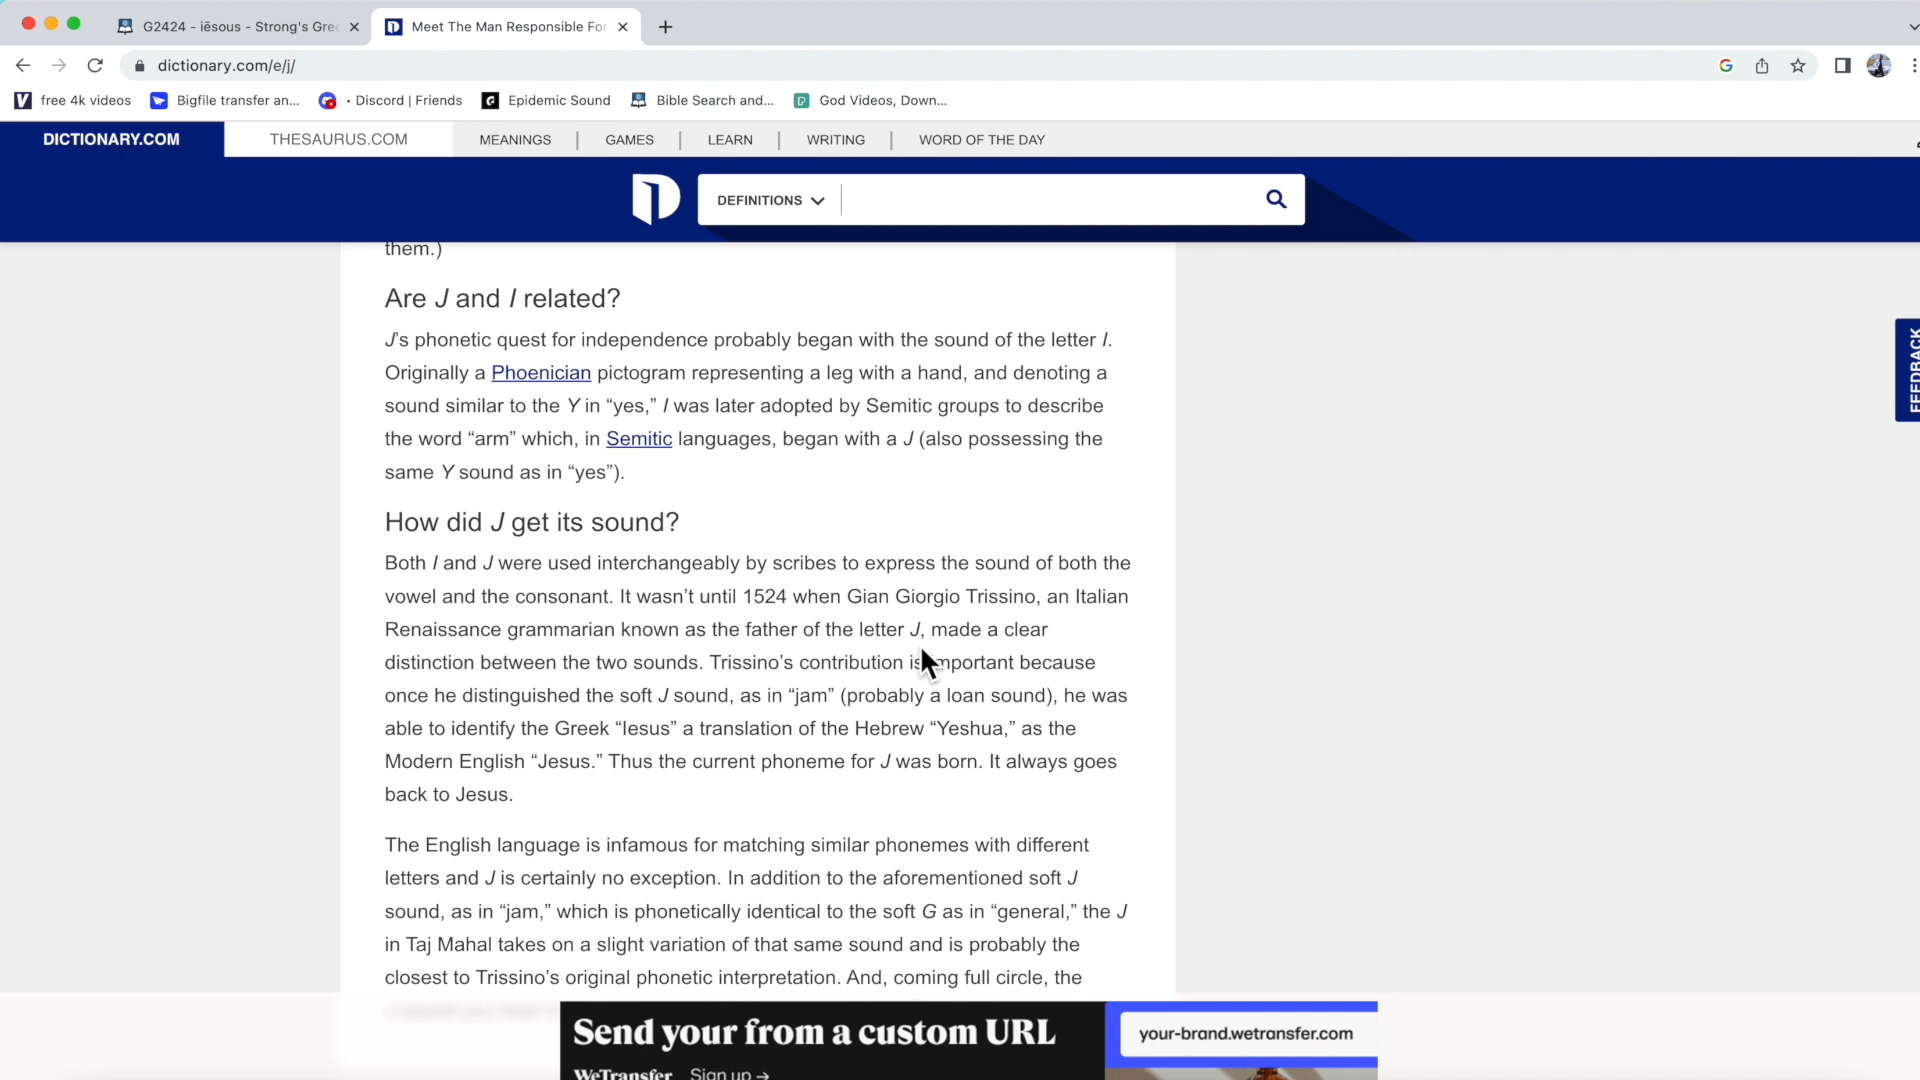 G2424 - iēsous - Strong's Gree
Meet The Man Responsible For
dictionary.com/e/j/
free 4k videos
Bigfile transfer an...
• Discord | Friends
Epidemic Sound
Bible Search and...
God Videos, Down...
DICTIONARY.COM
THESAURUS.COM
MEANINGS
GAMES
LEARN
WRITING
WORD OF THE DAY
DEFINITIONS
them.)
Are J and I related?
J's phonetic quest for independence probably began with the sound of the letter I.
Originally a Phoenician pictogram representing a leg with a hand, and denoting a
sound similar to the Y in “yes,” I was later adopted by Semitic groups to describe
the word “arm” which, in Semitic languages, began with a J (also possessing the
same Y sound as in “yes”).
How did J get its sound?
Both I and J were used interchangeably by scribes to express the sound of both the
vowel and the consonant. It wasn’t until 1524 when Gian Giorgio Trissino, an Italian
Renaissance grammarian known as the father of the letter J, made a clear
distinction between the two sounds. Trissino’s contribution is important because
once he distinguished the soft J sound, as in “jam” (probably a loan sound), he was
able to identify the Greek “Iesus” a translation of the Hebrew “Yeshua,” as the
Modern English “Jesus.” Thus the current phoneme for J was born. It always goes
back to Jesus.
The English language is infamous for matching similar phonemes with different
letters and J is certainly no exception. In addition to the aforementioned soft J
sound, as in “jam,” which is phonetically identical to the soft G as in “general,” the J
in Taj Mahal takes on a slight variation of that same sound and is probably the
closest to Trissino’s original phonetic interpretation. And, coming full circle, the
FEEDBACK
Send your from a custom URL
WeTransfer Sign up →
your-brand.wetransfer.com